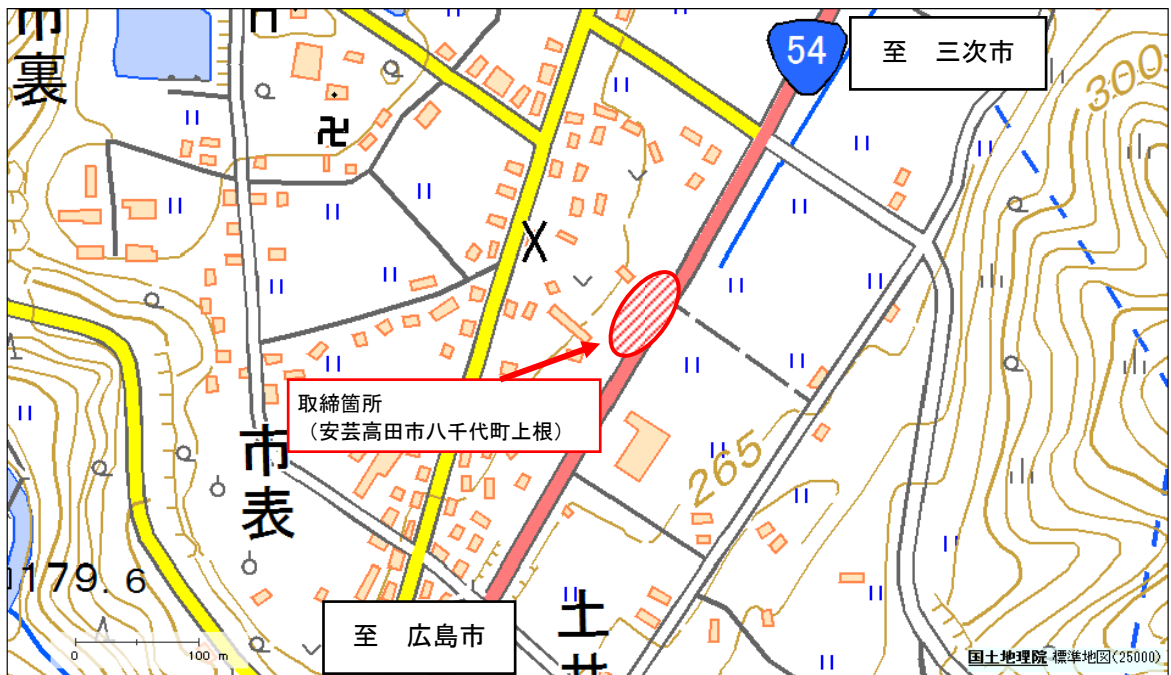 市裏
54
至 三次市
300
取締箇所
(安芸高田市八千代町上根)
市表
265
179.6
至 広島市
土井
0 100 m
国土地理院 標準地図(25000)